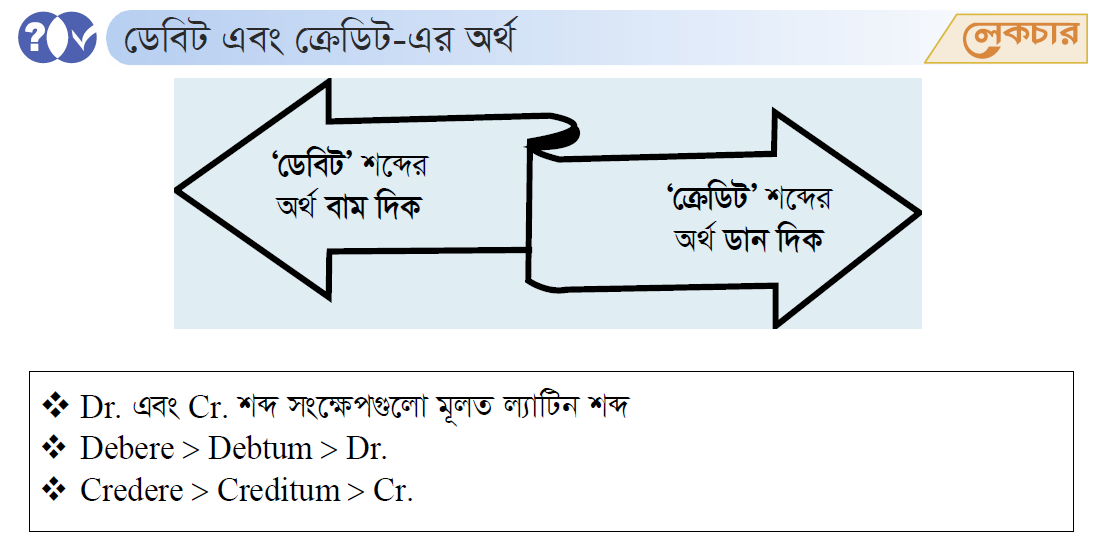 ডেবিট এবং ক্রেডিট-এর অর্থ
লেকচার
‘ডেবিট’ শব্দের
অর্থ বাম দিক
‘ক্রেডিট’ শব্দের
অর্থ ডান দিক
❖ Dr. এবং Cr. শব্দ সংক্ষেপগুলো মূলত ল্যাটিন শব্দ
❖ Debere > Debtum > Dr.
❖ Credere > Creditum > Cr.